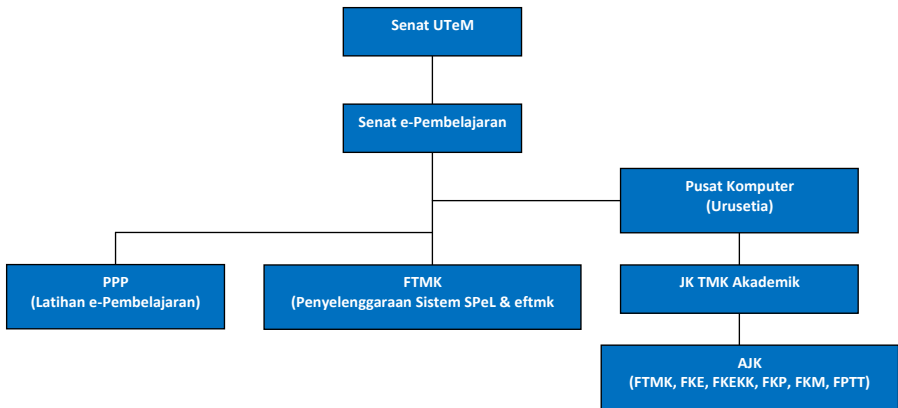 Senat UTeM
Senat e-Pembelajaran
Pusat Komputer
(Urusetia)
PPP
(Latihan e-Pembelajaran)
FTMK
(Penyelenggaraan Sistem SPeL & eftmk
JK TMK Akademik
AJK
(FTMK, FKE, FKEKK, FKP, FKM, FPTT)